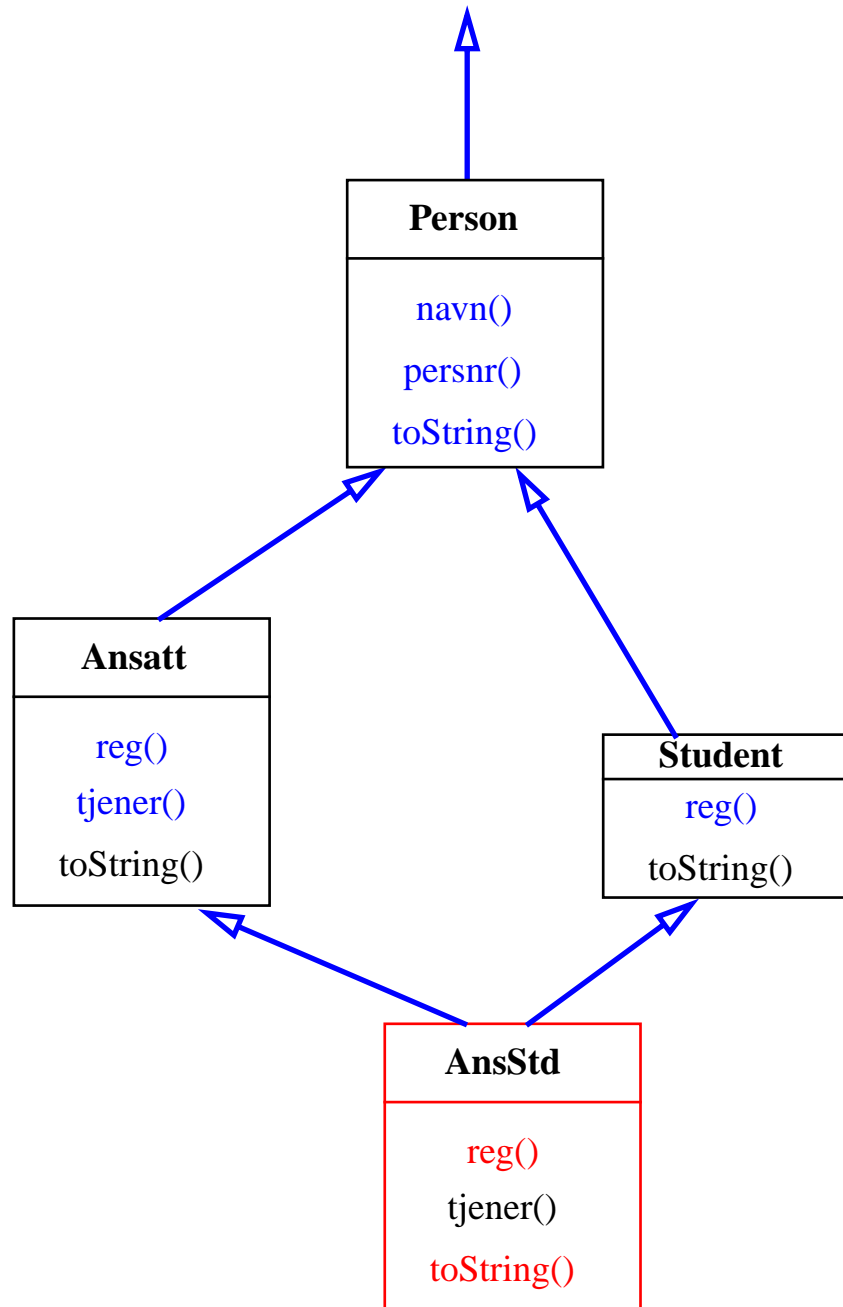 Person
navn()
persnr()
toString()
Ansatt
reg()
tjener()
toString()
Student
reg()
toString()
AnsStd
reg()
tjener()
toString()